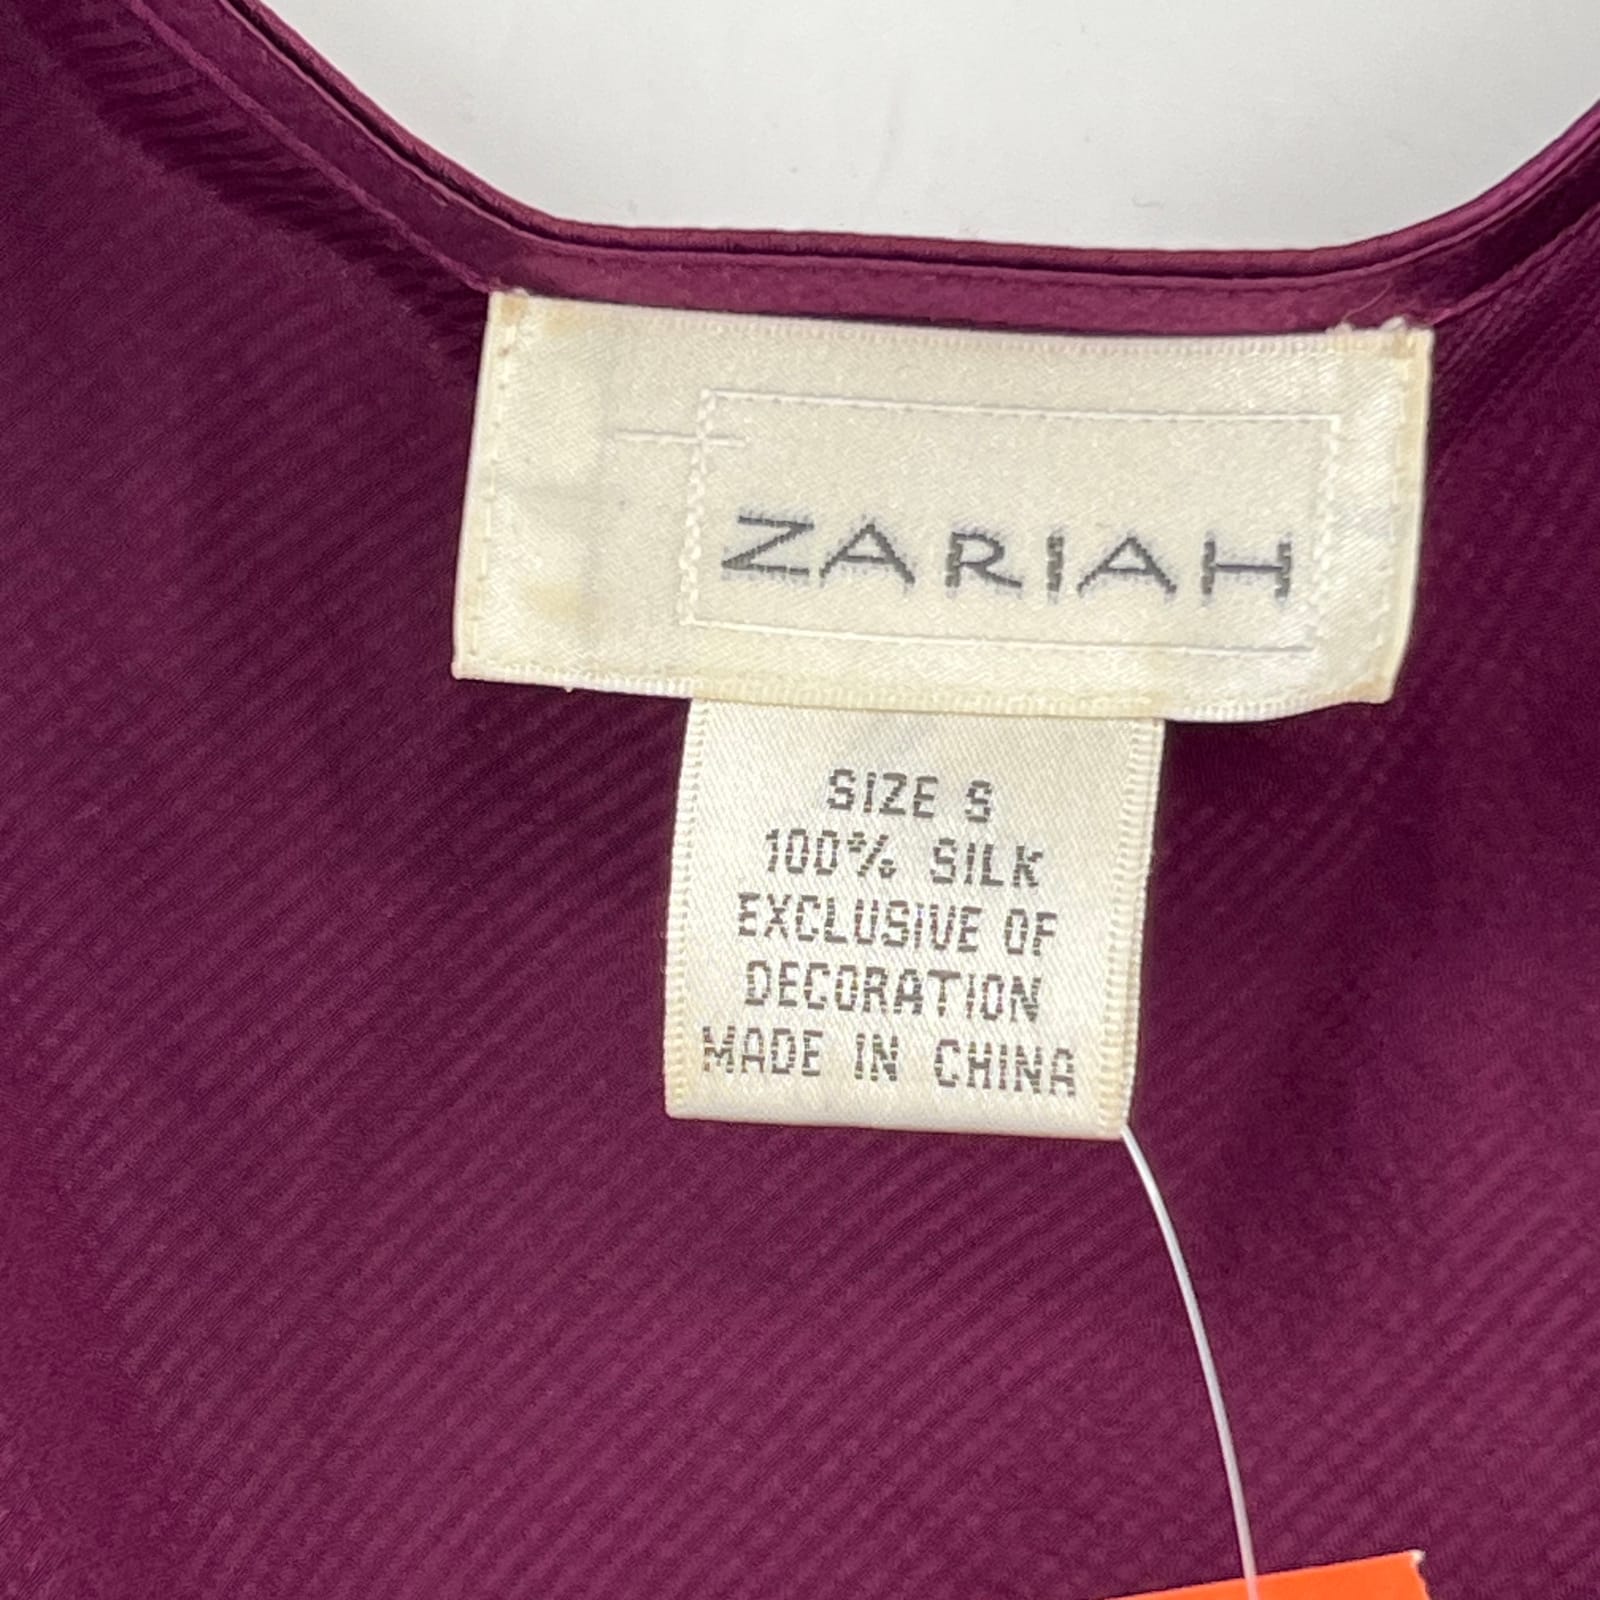 ZARIAH
SIZE S
100% SILK
EXCLUSIVE OF
DECORATION
MADE IN CHINA